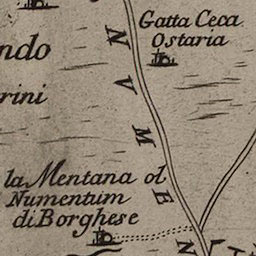 Gatta Ceca
Ostaria
ndo
rini
la Mentana ol
Numentum
di Borghese
N
A
M
E
N